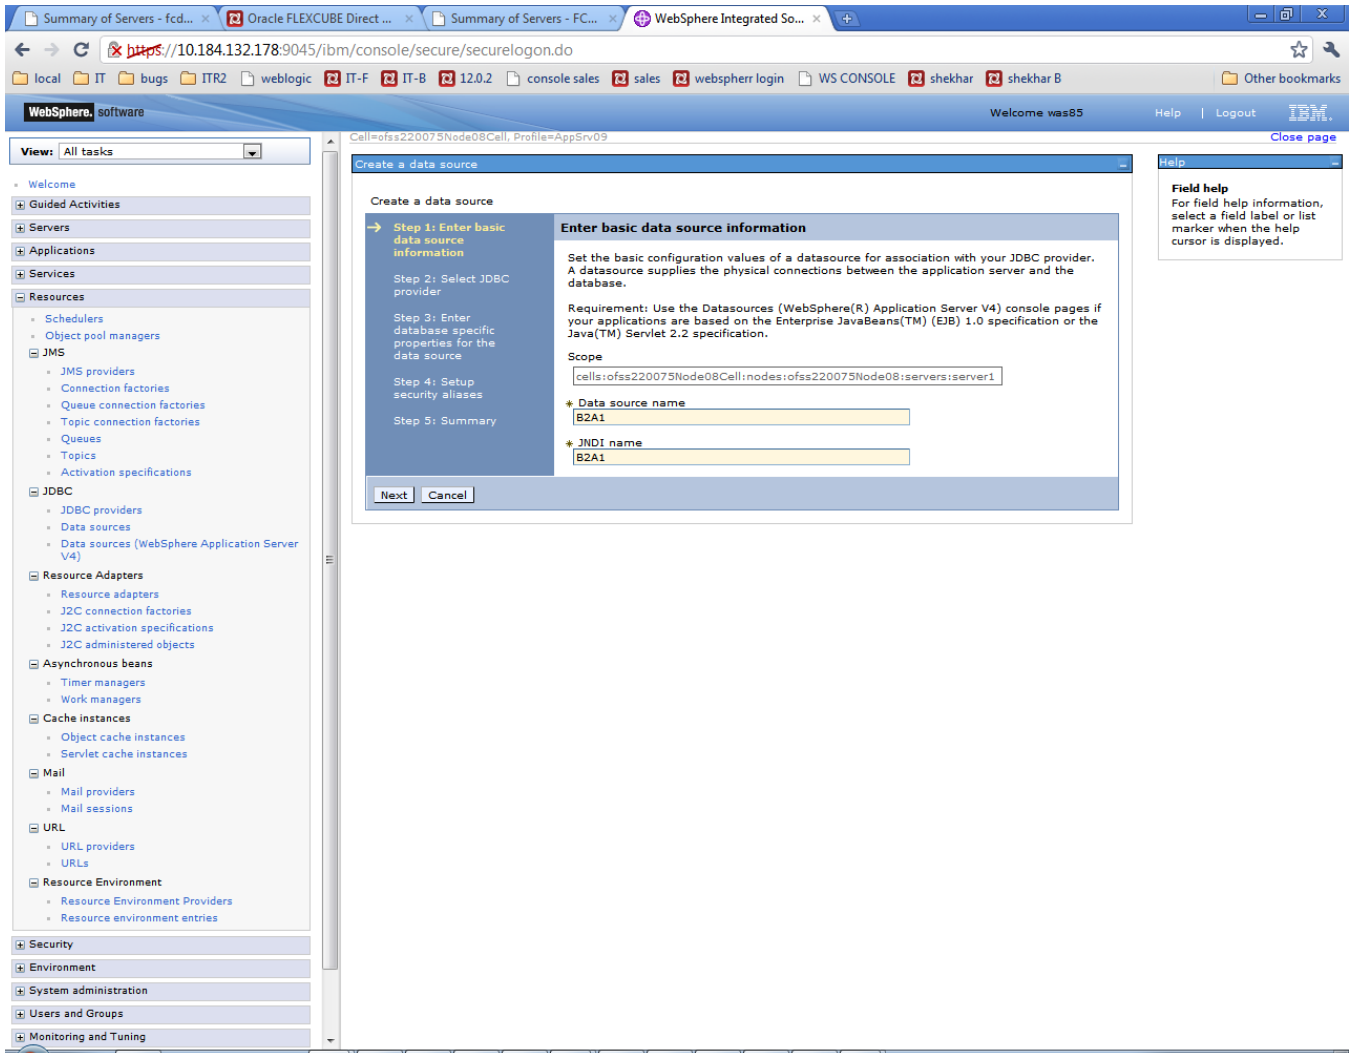 Summary of Servers - fcd...
Oracle FLEXCUBE Direct ...
Summary of Servers - FC...
WebSphere Integrated So...
https://10.184.132.178:9045/ibm/console/secure/securelogon.do
local IT bugs ITR2 weblogic IT-F IT-B 12.0.2 console sales sales webspherr login WS CONSOLE shekhar shekhar B Other bookmarks
WebSphere. software
Welcome was85 Help | Logout IBM.
View: All tasks
Welcome
Guided Activities
Servers
Applications
Services
Resources
Schedulers
Object pool managers
JMS
JMS providers
Connection factories
Queue connection factories
Topic connection factories
Queues
Topics
Activation specifications
JDBC
JDBC providers
Data sources
Data sources (WebSphere Application Server
V4)
Resource Adapters
Resource adapters
J2C connection factories
J2C activation specifications
J2C administered objects
Asynchronous beans
Timer managers
Work managers
Cache instances
Object cache instances
Servlet cache instances
Mail
Mail providers
Mail sessions
URL
URL providers
URLs
Resource Environment
Resource Environment Providers
Resource environment entries
Security
Environment
System administration
Users and Groups
Monitoring and Tuning
Cell=ofss220075Node08Cell, Profile=AppSrv09
Close page
Create a data source
Create a data source
Step 1: Enter basic
data source
information
Step 2: Select JDBC
provider
Step 3: Enter
database specific
properties for the
data source
Step 4: Setup
security aliases
Step 5: Summary
Enter basic data source information
Set the basic configuration values of a datasource for association with your JDBC provider.
A datasource supplies the physical connections between the application server and the
database.
Requirement: Use the Datasources (WebSphere(R) Application Server V4) console pages if
your applications are based on the Enterprise JavaBeans(TM) (EJB) 1.0 specification or the
Java(TM) Servlet 2.2 specification.
Scope
cells:ofss220075Node08Cell:nodes:ofss220075Node08:servers:server1
* Data source name
B2A1
* JNDI name
B2A1
Next Cancel
Help
Field help
For field help information,
select a field label or list
marker when the help
cursor is displayed.